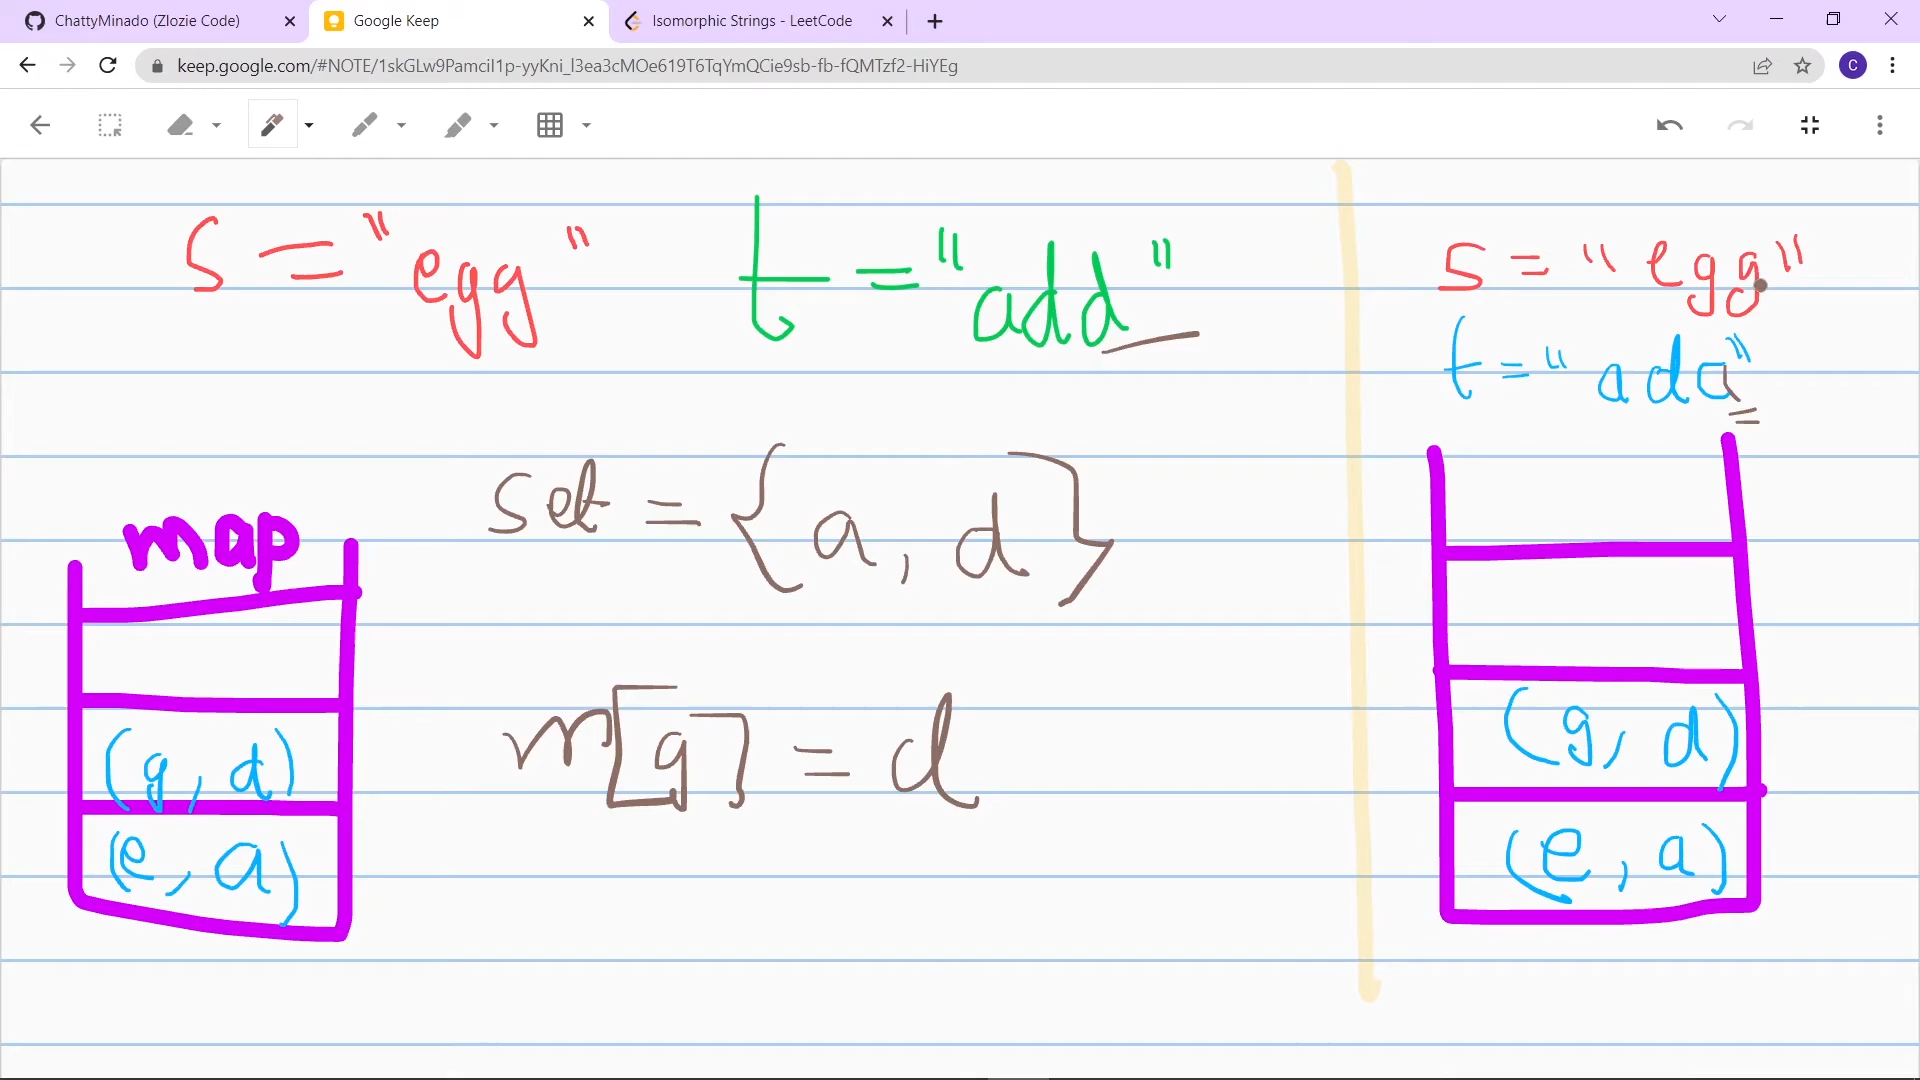 ChattyMinado (Zlozie Code)
Google Keep
Isomorphic Strings - LeetCode
keep.google.com/#NOTE/1skGLw9Pamcil1p-yyKni_l3ea3cMOe619T6TqYmQCie9sb-fb-fQMTzf2-HiYEg
C
S = "egg"
t = "add"
set = {a, d}
map
m[g] = d
(g, d)
(e, a)
S = "egg"
t = "ada"
(g, d)
(e, a)